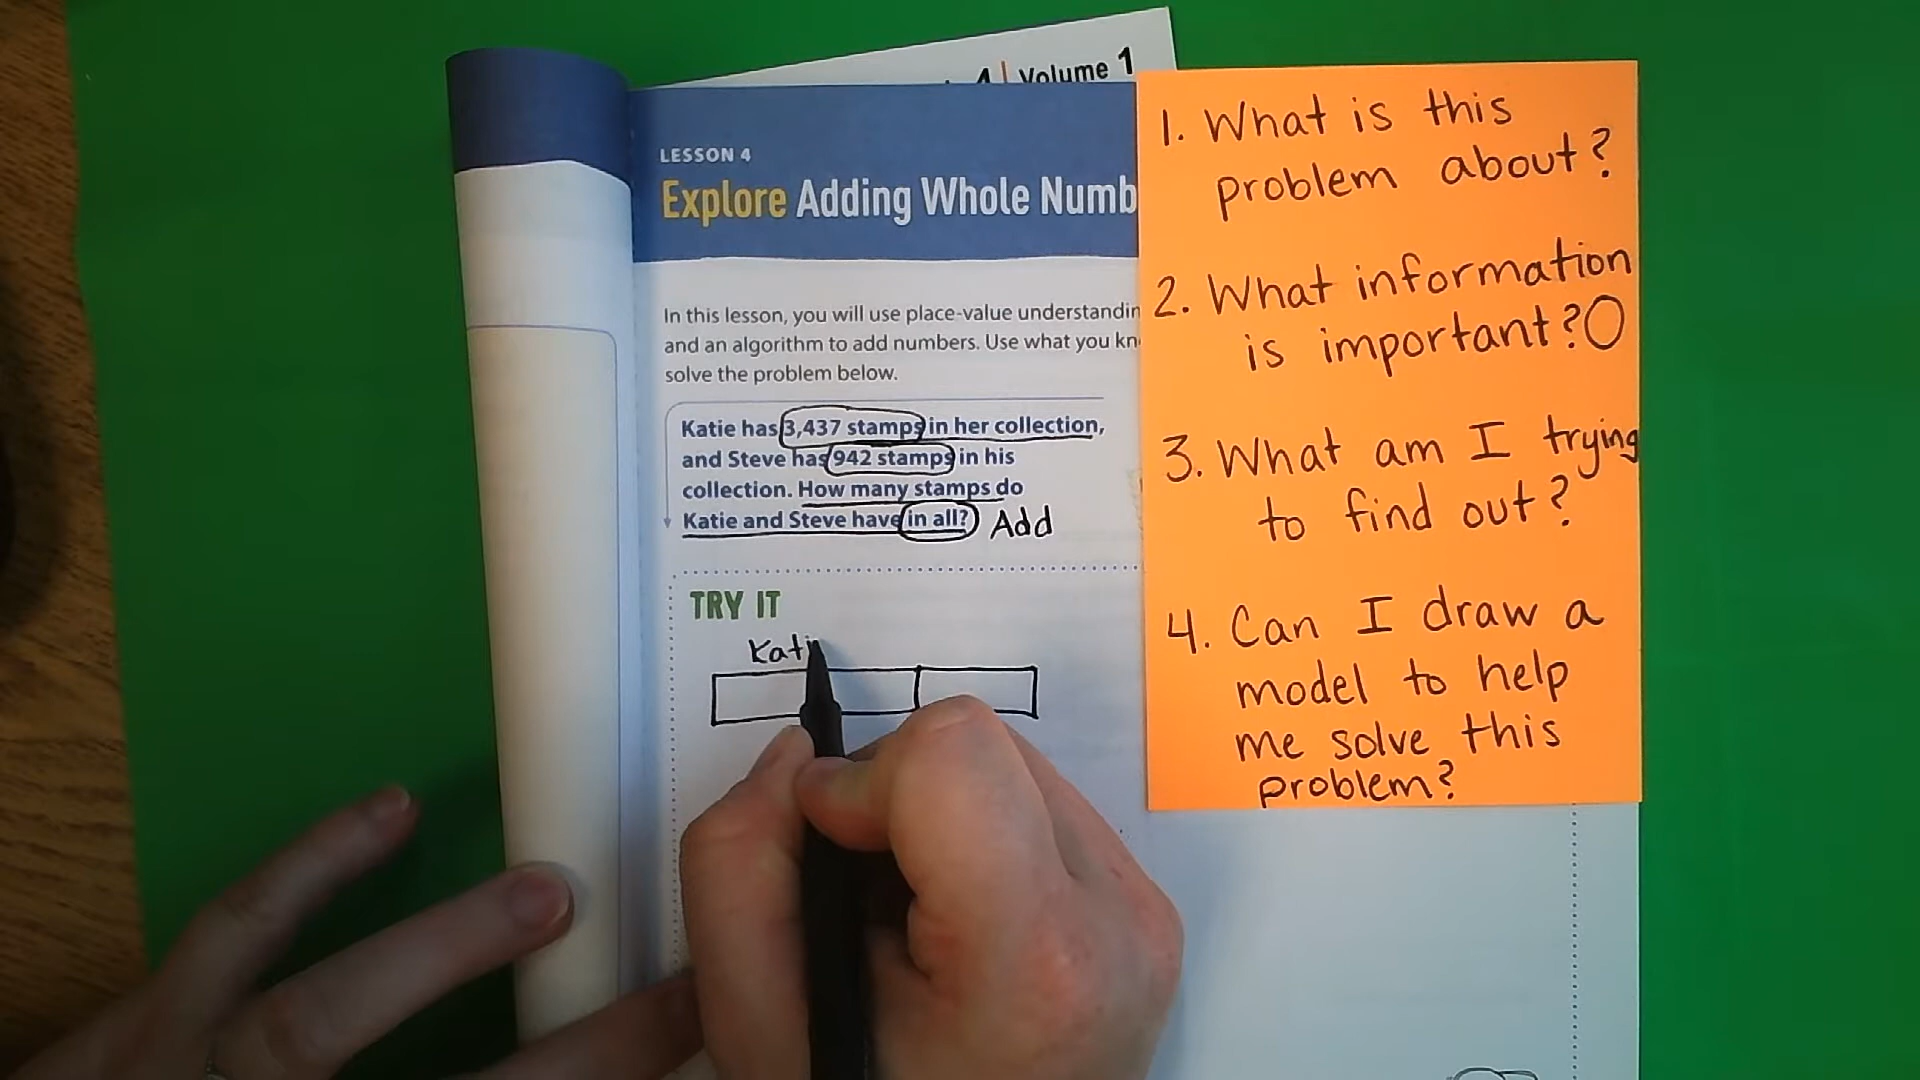 Volume 1
LESSON 4
Explore Adding Whole Numb
In this lesson, you will use place-value understandin
and an algorithm to add numbers. Use what you kn
solve the problem below.
Katie has 3,437 stamps in her collection,
and Steve has 942 stamps in his
collection. How many stamps do
Katie and Steve have in all? Add
TRY IT
Kati
1. What is this
problem about?
2. What information
is important?
3. What am I trying
to find out?
4. Can I draw a
model to help
me solve this
problem?